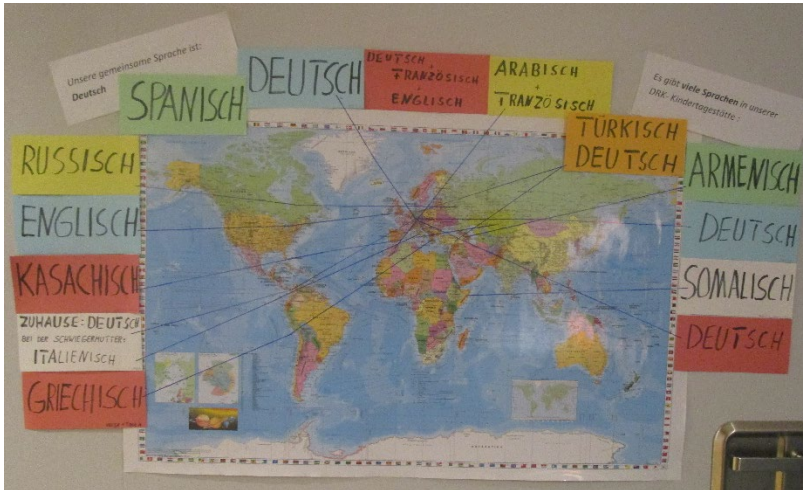 Unsere gemeinsame Sprache ist:
Deutsch
Es gibt viele Sprachen in unserer
DRK- Kindertagesstätte :
SPANISCH
DEUTSCH
DEUTSCH
+
FRANZÖSISCH
+
ENGLISCH
ARABISCH
+
FRANZÖSISCH
TÜRKISCH
DEUTSCH
RUSSISCH
ENGLISCH
KASACHISCH
ZUHAUSE: DEUTSCH
BEI DER SCHWIEGERMUTTER:
ITALIENISCH
GRIECHISCH
ARMENISCH
DEUTSCH
SOMALISCH
DEUTSCH